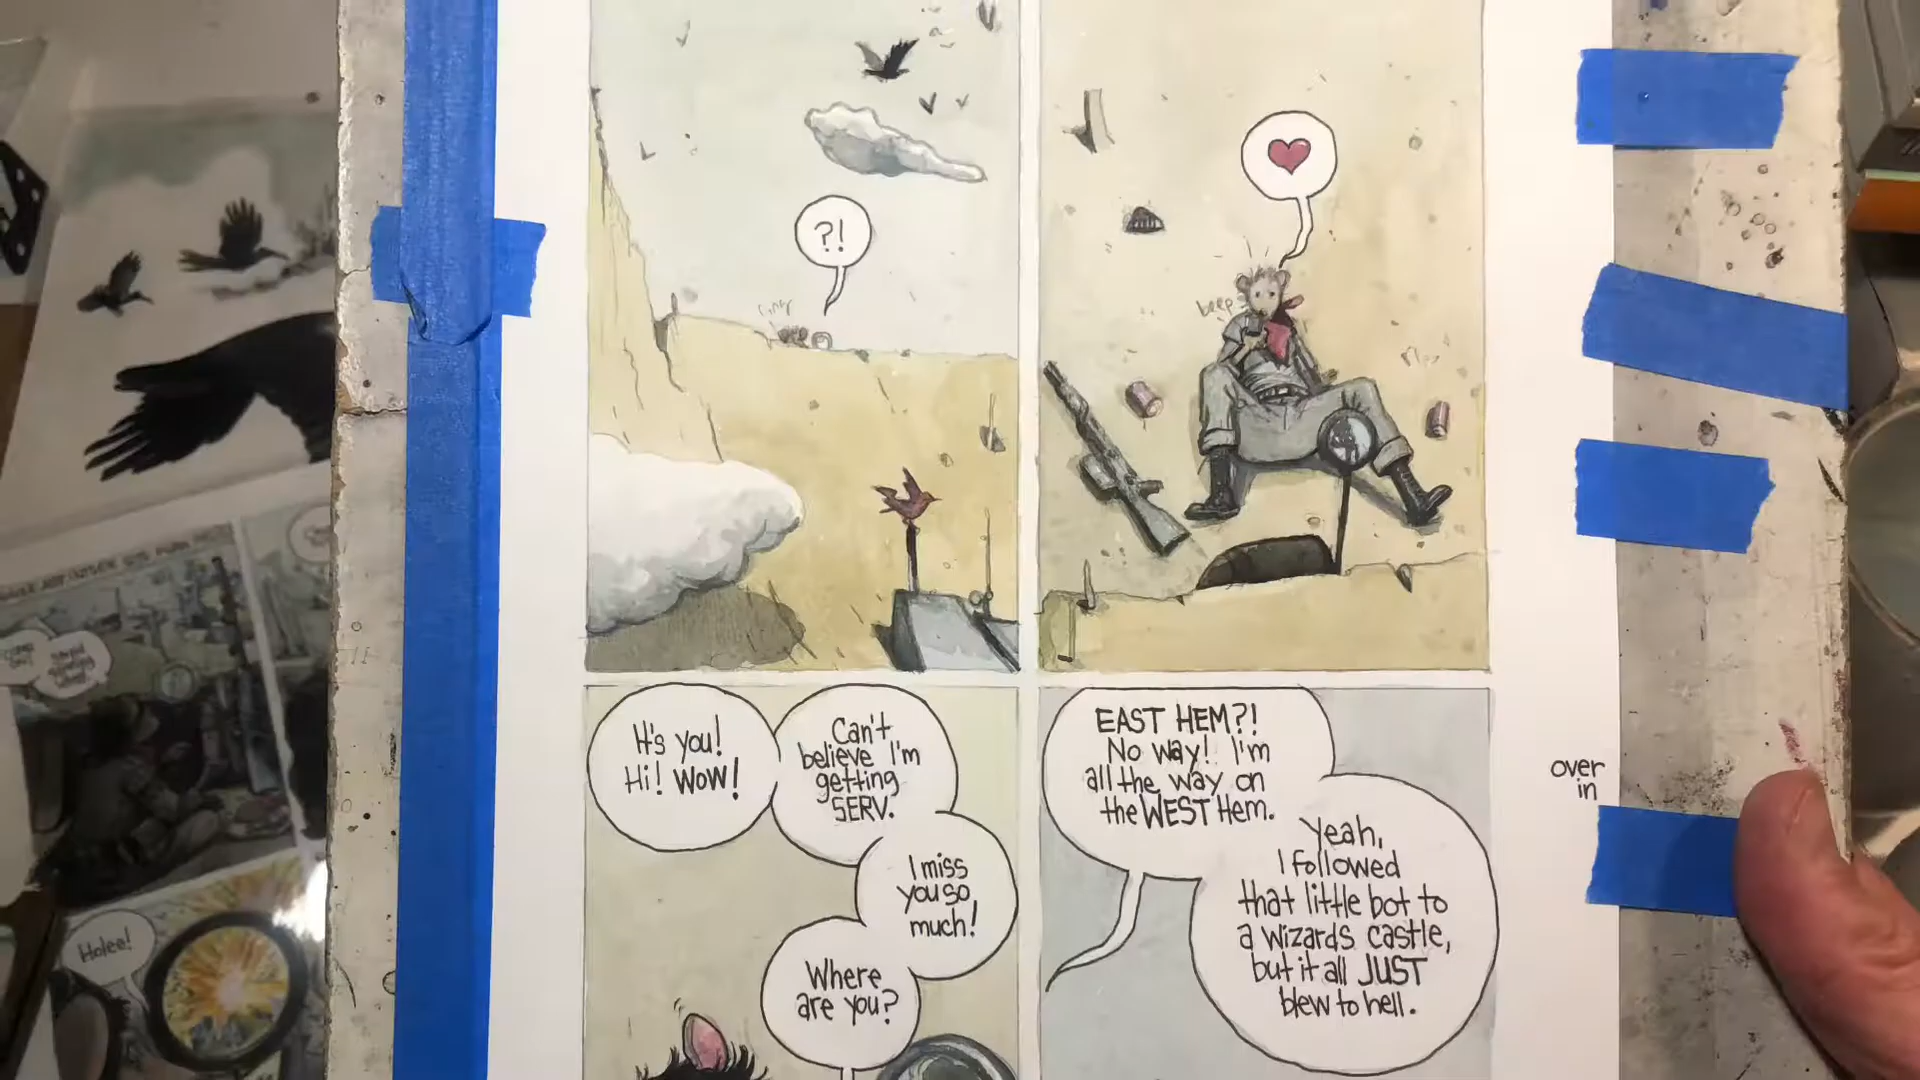 ?!
beep
It's you!
Hi! WOW!
Can't
believe I'm
getting
SERV.
I miss
you so
much!
Where
are you?
EAST HEM?!
No way! I'm
all the way on
the WEST Hem.
Yeah,
I followed
that little bot to
a wizards castle,
but it all JUST
blew to hell.
over
in
Holee!